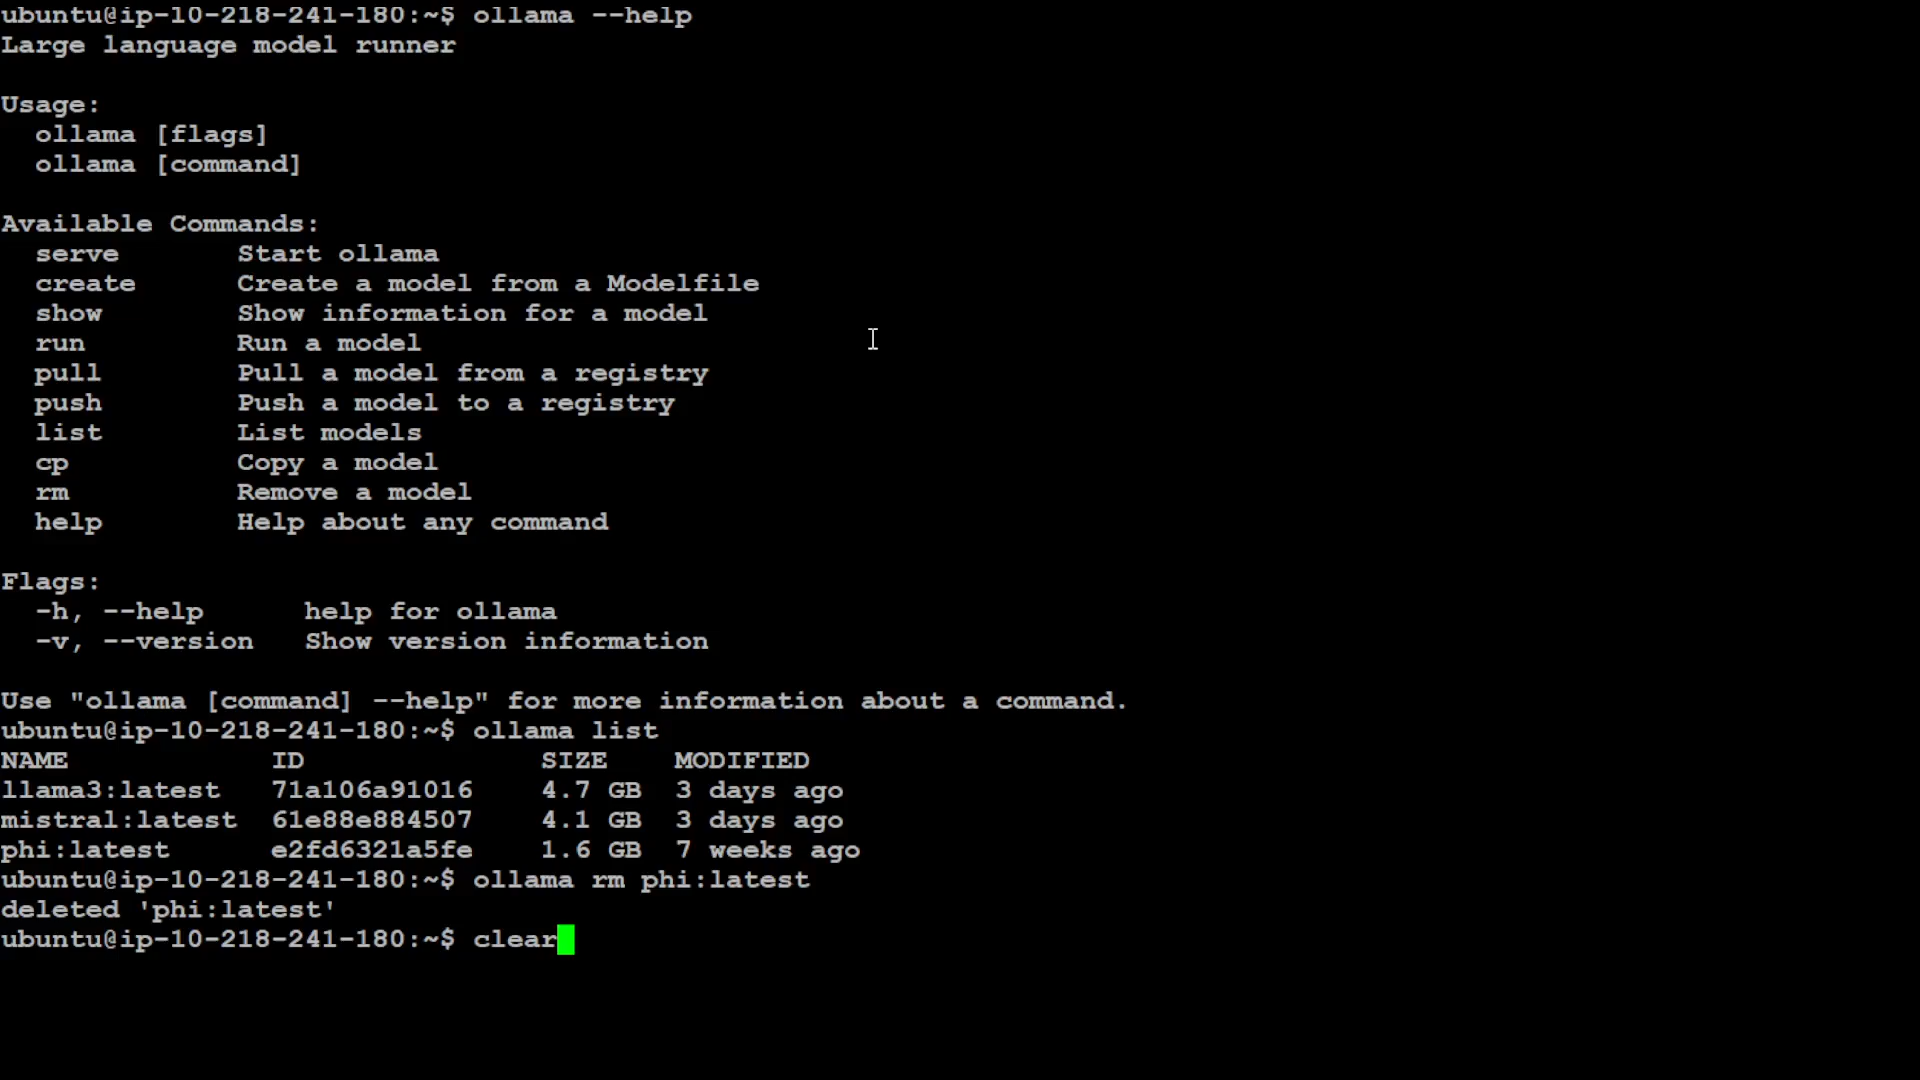 ubuntu@ip-10-218-241-180:~$ ollama --help
Large language model runner
Usage:
  ollama [flags]
  ollama [command]
Available Commands:
  serve       Start ollama
  create      Create a model from a Modelfile
  show        Show information for a model
  run         Run a model
  pull        Pull a model from a registry
  push        Push a model to a registry
  list        List models
  cp          Copy a model
  rm          Remove a model
  help        Help about any command
Flags:
  -h, --help      help for ollama
  -v, --version   Show version information
Use "ollama [command] --help" for more information about a command.
ubuntu@ip-10-218-241-180:~$ ollama list
NAME            ID              SIZE    MODIFIED
llama3:latest   71a106a91016    4.7 GB  3 days ago
mistral:latest  61e88e884507    4.1 GB  3 days ago
phi:latest      e2fd6321a5fe    1.6 GB  7 weeks ago
ubuntu@ip-10-218-241-180:~$ ollama rm phi:latest
deleted 'phi:latest'
ubuntu@ip-10-218-241-180:~$ clear